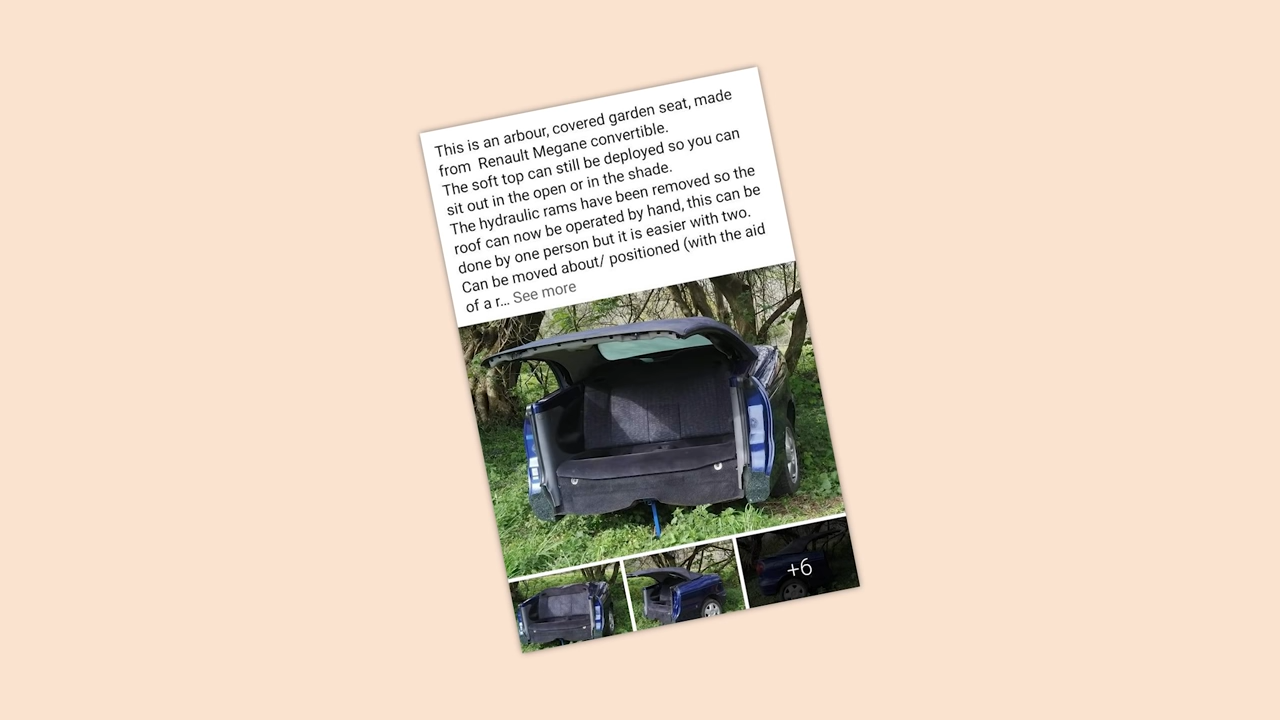 This is an arbour, covered garden seat, made
from  Renault Megane convertible.
The soft top can still be deployed so you can
sit out in the open or in the shade.
The hydraulic rams have been removed so the
roof can now be operated by hand, this can be
done by one person but it is easier with two.
Can be moved about/ positioned (with the aid
of a r... See more
+6